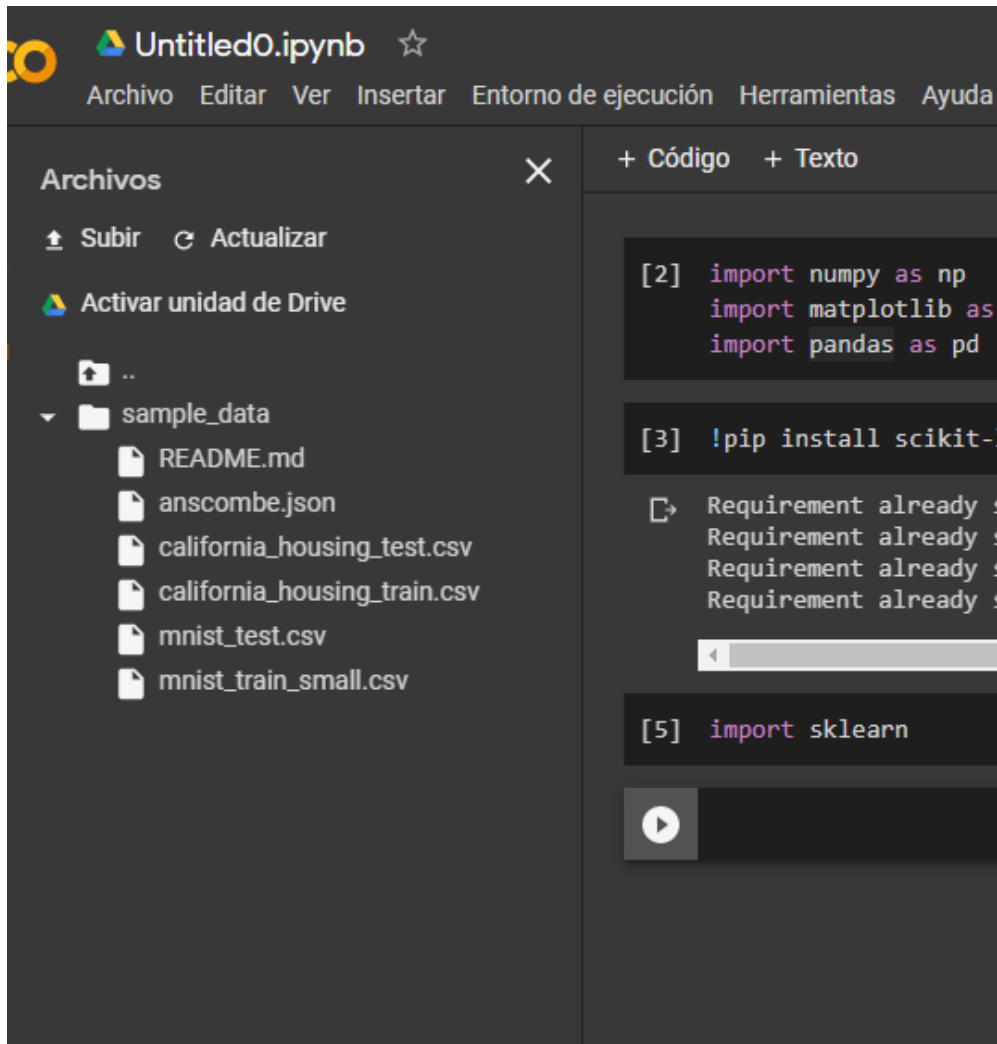 Untitled0.ipynb
Archivo Editar Ver Insertar Entorno de ejecución Herramientas Ayuda
Archivos
Subir Actualizar
Activar unidad de Drive
..
sample_data
README.md
anscombe.json
california_housing_test.csv
california_housing_train.csv
mnist_test.csv
mnist_train_small.csv
+ Código + Texto
[2] import numpy as np
import matplotlib as
import pandas as pd
[3] !pip install scikit-
Requirement already
Requirement already
Requirement already
Requirement already
[5] import sklearn